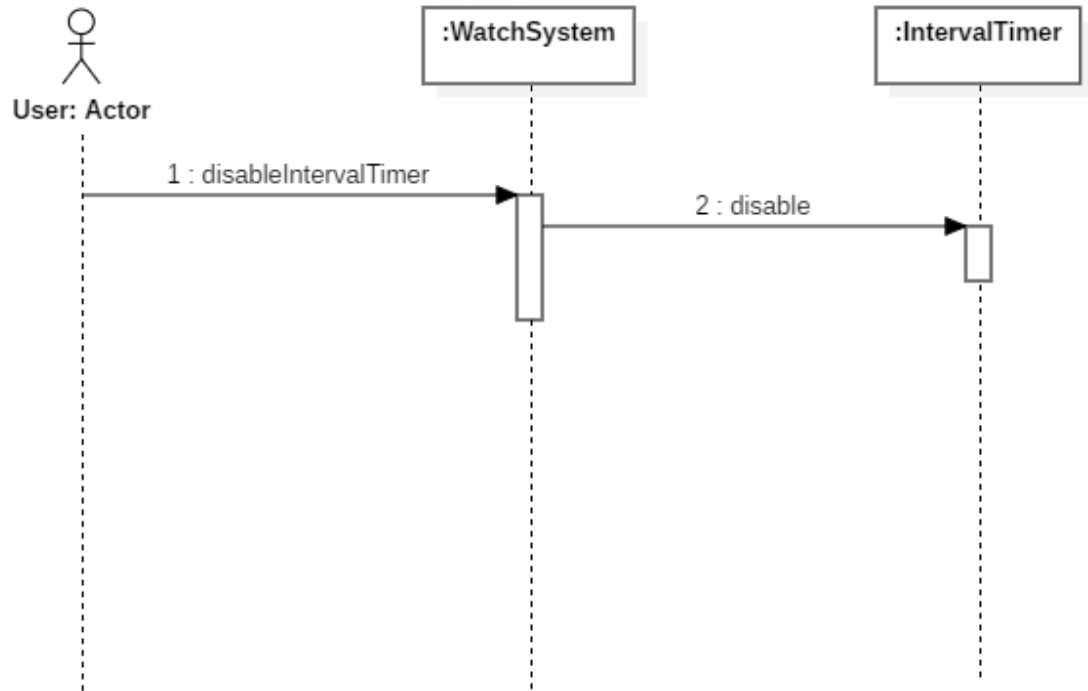 :WatchSystem
:IntervalTimer
User: Actor
1 : disableIntervalTimer
2 : disable